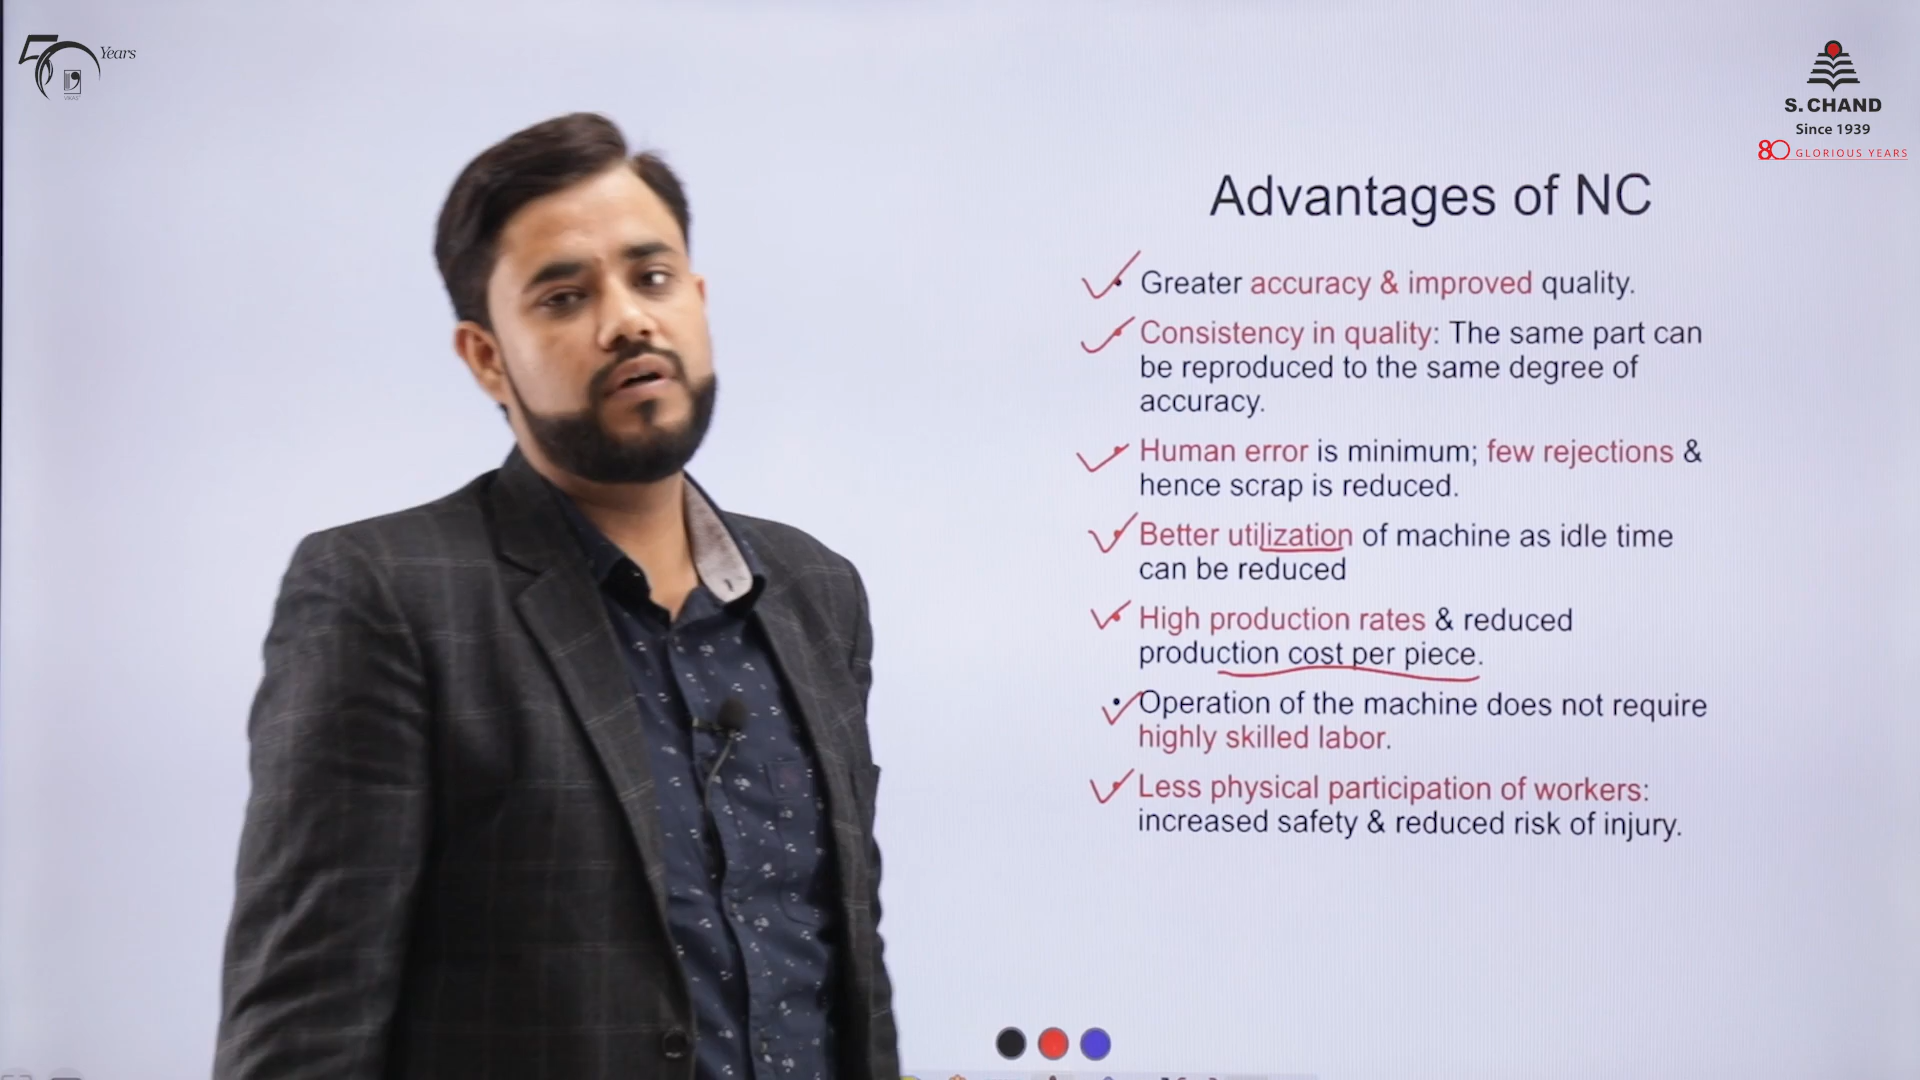 50 Years
VIKAS
S. CHAND
Since 1939
80 GLORIOUS YEARS
Advantages of NC
• Greater accuracy & improved quality.
• Consistency in quality: The same part can
be reproduced to the same degree of
accuracy.
• Human error is minimum; few rejections &
hence scrap is reduced.
• Better utilization of machine as idle time
can be reduced
• High production rates & reduced
production cost per piece.
• Operation of the machine does not require
highly skilled labor.
• Less physical participation of workers:
increased safety & reduced risk of injury.